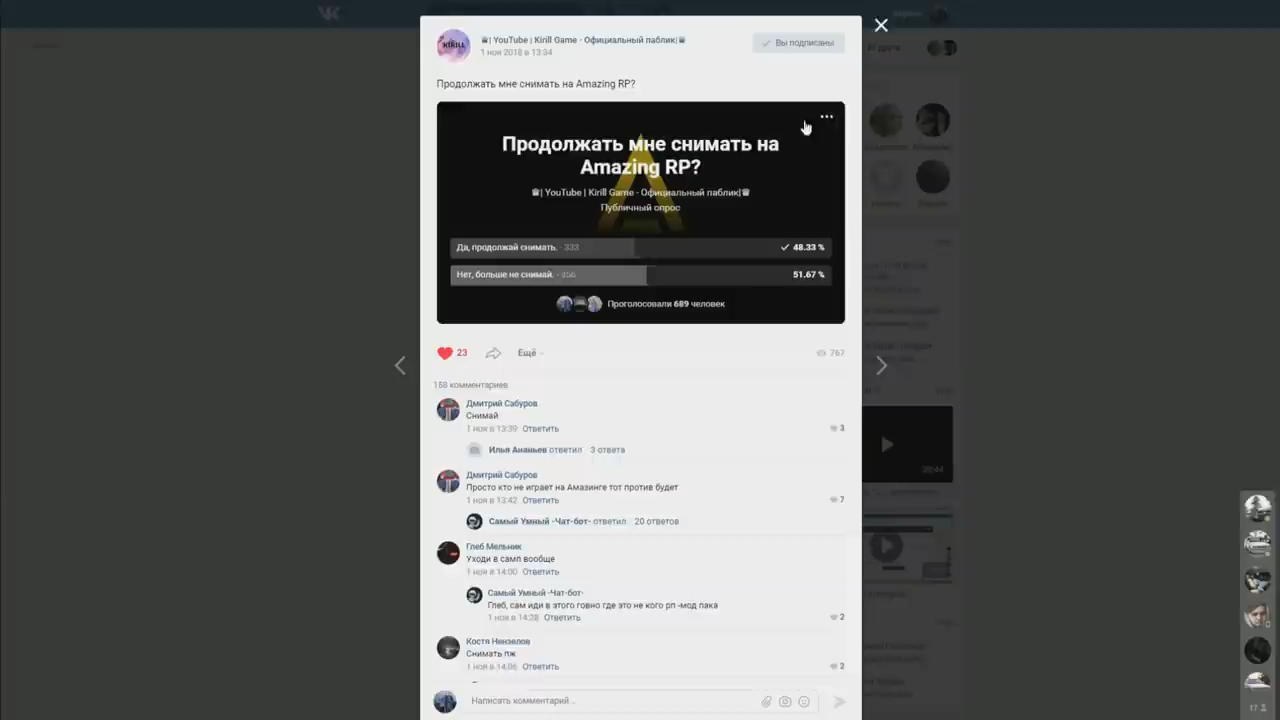 ♛| YouTube | Kirill Game - Официальный паблик|♛
1 ноя 2018 в 13:34
Вы подписаны
KIRILL
Продолжать мне снимать на Amazing RP?
Продолжать мне снимать на
Amazing RP?
♛| YouTube | Kirill Game - Официальный паблик|♛
Публичный опрос
Да, продолжай снимать. · 333
48.33 %
Нет, больше не снимай. · 356
51.67 %
Проголосовали 689 человек
23
Ещё
767
158 комментариев
Дмитрий Сабуров
Снимай
1 ноя в 13:39 Ответить
3
Илья Ананьев ответил 3 ответа
Дмитрий Сабуров
Просто кто не играет на Амазинге тот против будет
1 ноя в 13:42 Ответить
7
Самый Умный -Чат-бот- ответил 20 ответов
Глеб Мельник
Уходи в самп вообще
1 ноя в 14:00 Ответить
Самый Умный -Чат-бот-
Глеб, сам иди в этого говно где это не кого рп -мод пака
1 ноя в 14:28 Ответить
2
Костя
Снимать пж
1 ноя в 14:06 Ответить
2
Написать комментарий...
17